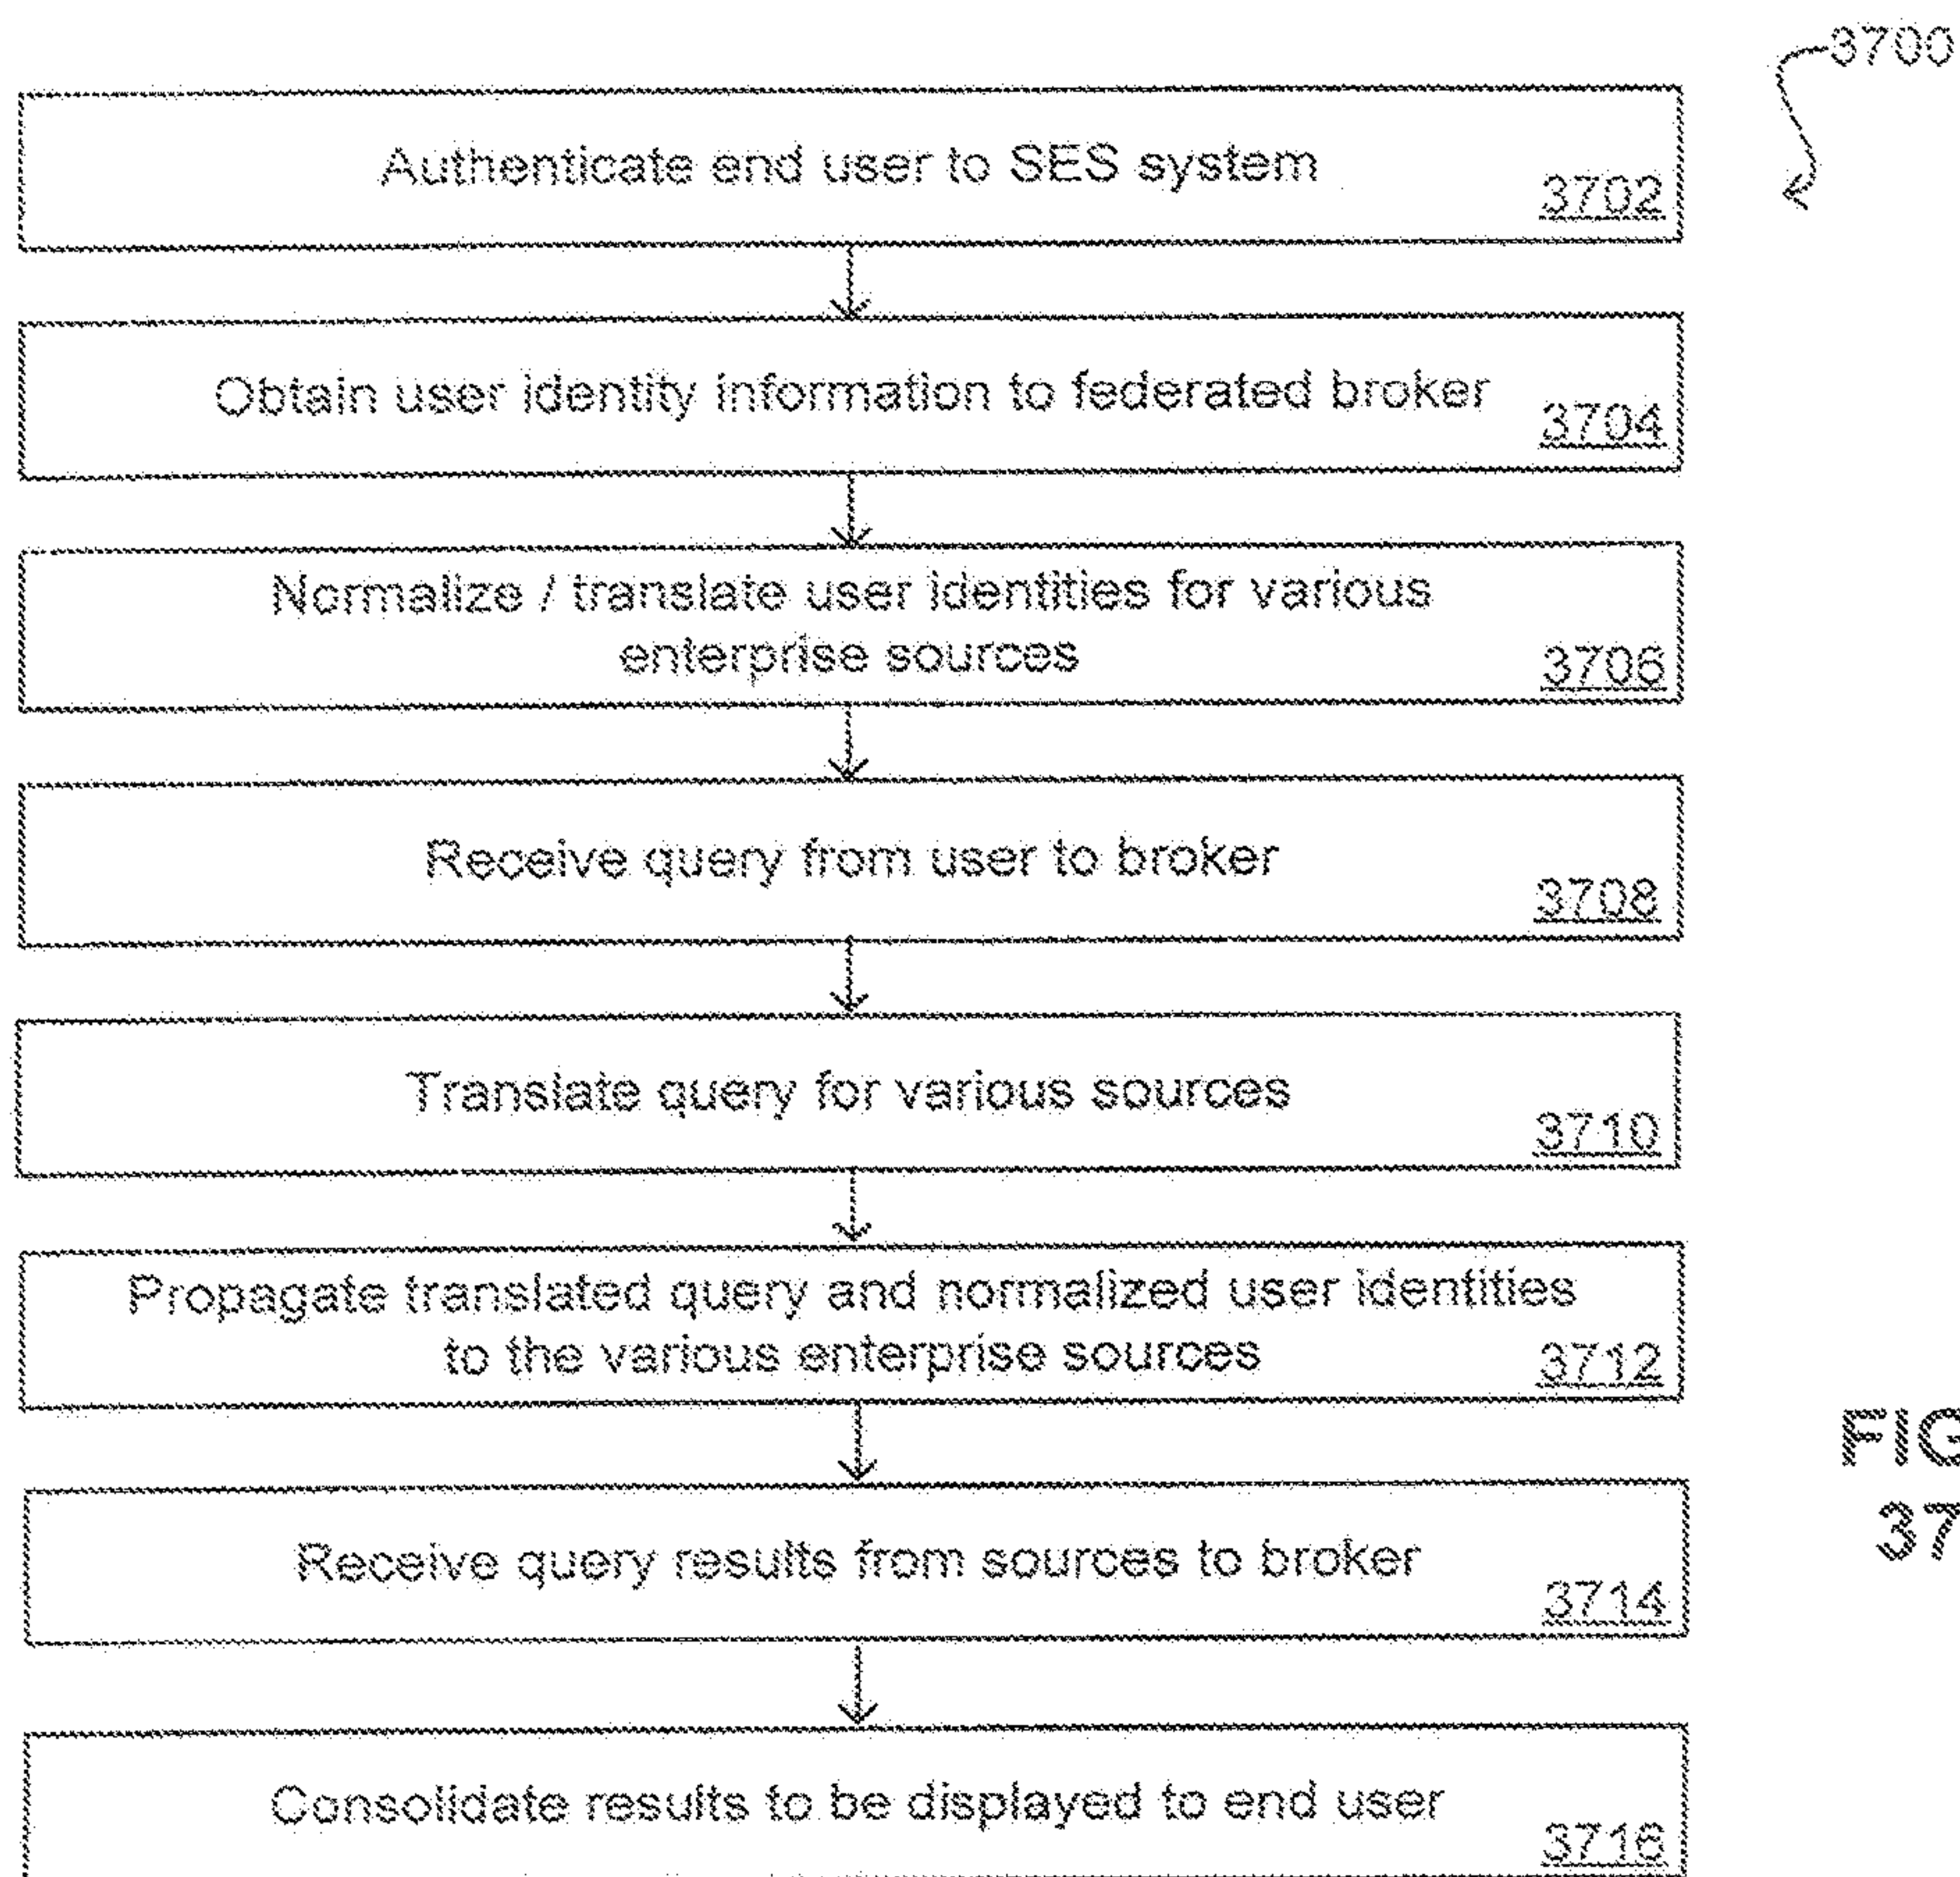 3700
Authenticate end user to SES system
3702
Obtain user identity information to federated broker
3704
Normalize / translate user identities for various
enterprise sources
3706
Receive query from user to broker
3708
Translate query for various sources
3710
Propagate translated query and normalized user identities
to the various enterprise sources
3712
Receive query results from sources to broker
3714
Consolidate results to be displayed to end user
3716
FIG
37